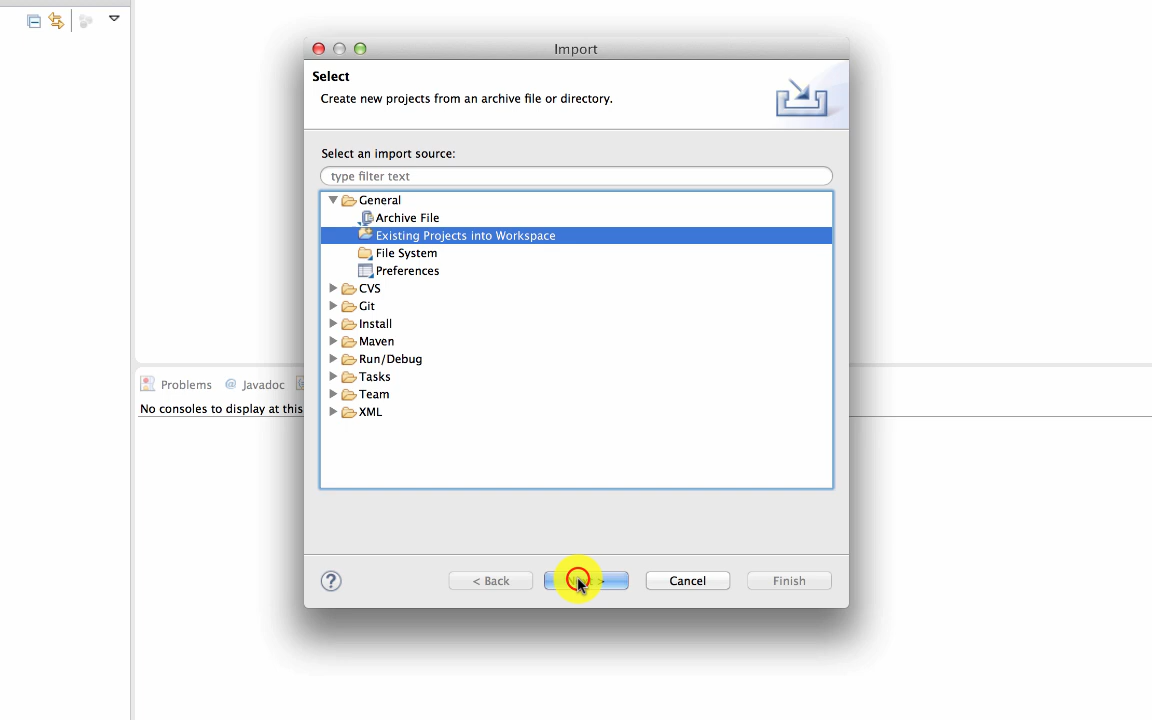 Import
Select
Create new projects from an archive file or directory.
Select an import source:
type filter text
General
Archive File
Existing Projects into Workspace
File System
Preferences
CVS
Git
Install
Maven
Run/Debug
Tasks
Team
XML
Problems @ Javadoc
No consoles to display at this
? < Back Cancel Finish